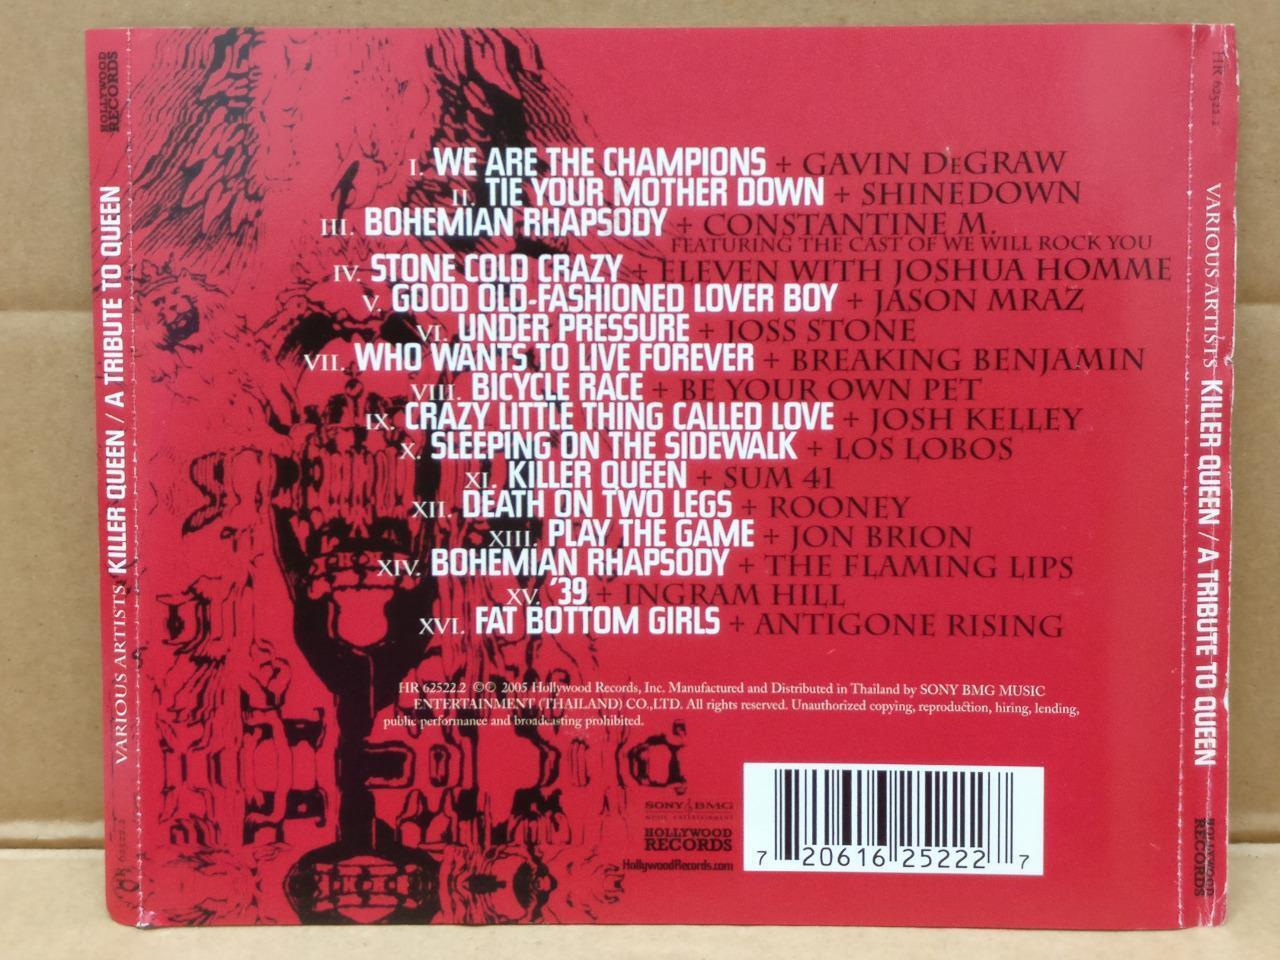 I. WE ARE THE CHAMPIONS + GAVIN DeGRAW
II. TIE YOUR MOTHER DOWN + SHINEDOWN
III. BOHEMIAN RHAPSODY + CONSTANTINE M.
FEATURING THE CAST OF WE WILL ROCK YOU
IV. STONE COLD CRAZY + ELEVEN WITH JOSHUA HOMME
V. GOOD OLD-FASHIONED LOVER BOY + JASON MRAZ
VI. UNDER PRESSURE + JOSS STONE
VII. WHO WANTS TO LIVE FOREVER + BREAKING BENJAMIN
VIII. BICYCLE RACE + BE YOUR OWN PET
IX. CRAZY LITTLE THING CALLED LOVE + JOSH KELLEY
X. SLEEPING ON THE SIDEWALK + LOS LOBOS
XI. KILLER QUEEN + SUM 41
XII. DEATH ON TWO LEGS + ROONEY
XIII. PLAY THE GAME + JON BRION
XIV. BOHEMIAN RHAPSODY + THE FLAMING LIPS
XV. '39 + INGRAM HILL
XVI. FAT BOTTOM GIRLS + ANTIGONE RISING
HR 62522.2 ©© 2005 Hollywood Records, Inc. Manufactured and Distributed in Thailand by SONY BMG MUSIC
ENTERTAINMENT (THAILAND) CO.,LTD. All rights reserved. Unauthorized copying, reproduction, hiring, lending,
public performance and broadcasting prohibited.
SONY BMG
MUSIC ENTERTAINMENT
HOLLYWOOD
RECORDS
HollywoodRecords.com
7 20616 25222 7
HOLLYWOOD
RECORDS
VARIOUS ARTISTS KILLER QUEEN / A TRIBUTE TO QUEEN
HR 62522.2
HR 62522.2
VARIOUS ARTISTS KILLER QUEEN / A TRIBUTE TO QUEEN
HOLLYWOOD
RECORDS